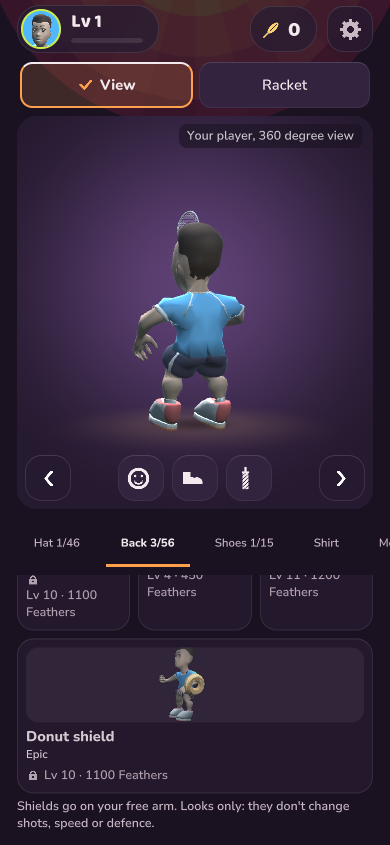 Lv 1
0
View
Racket
Your player, 360 degree view
Hat 1/46
Back 3/56
Shoes 1/15
Shirt
Lv 10 · 1100
Feathers
Lv 4 · 450
Feathers
Lv 11 · 1200
Feathers
Donut shield
Epic
Lv 10 · 1100 Feathers
Shields go on your free arm. Looks only: they don't change
shots, speed or defence.